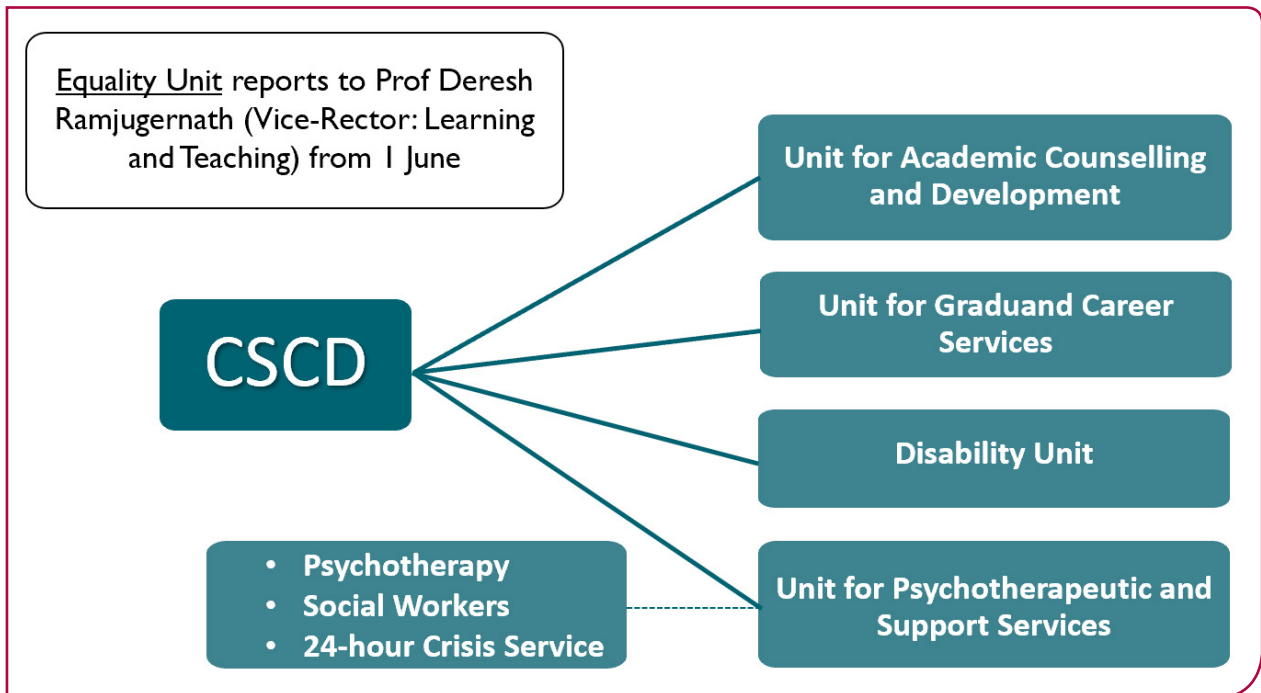 Equality Unit reports to Prof Deresh
Ramjugernath (Vice-Rector: Learning
and Teaching) from 1 June
Unit for Academic Counselling
and Development
Unit for Graduand Career
Services
CSCD
Disability Unit
• Psychotherapy
• Social Workers
• 24-hour Crisis Service
Unit for Psychotherapeutic and
Support Services